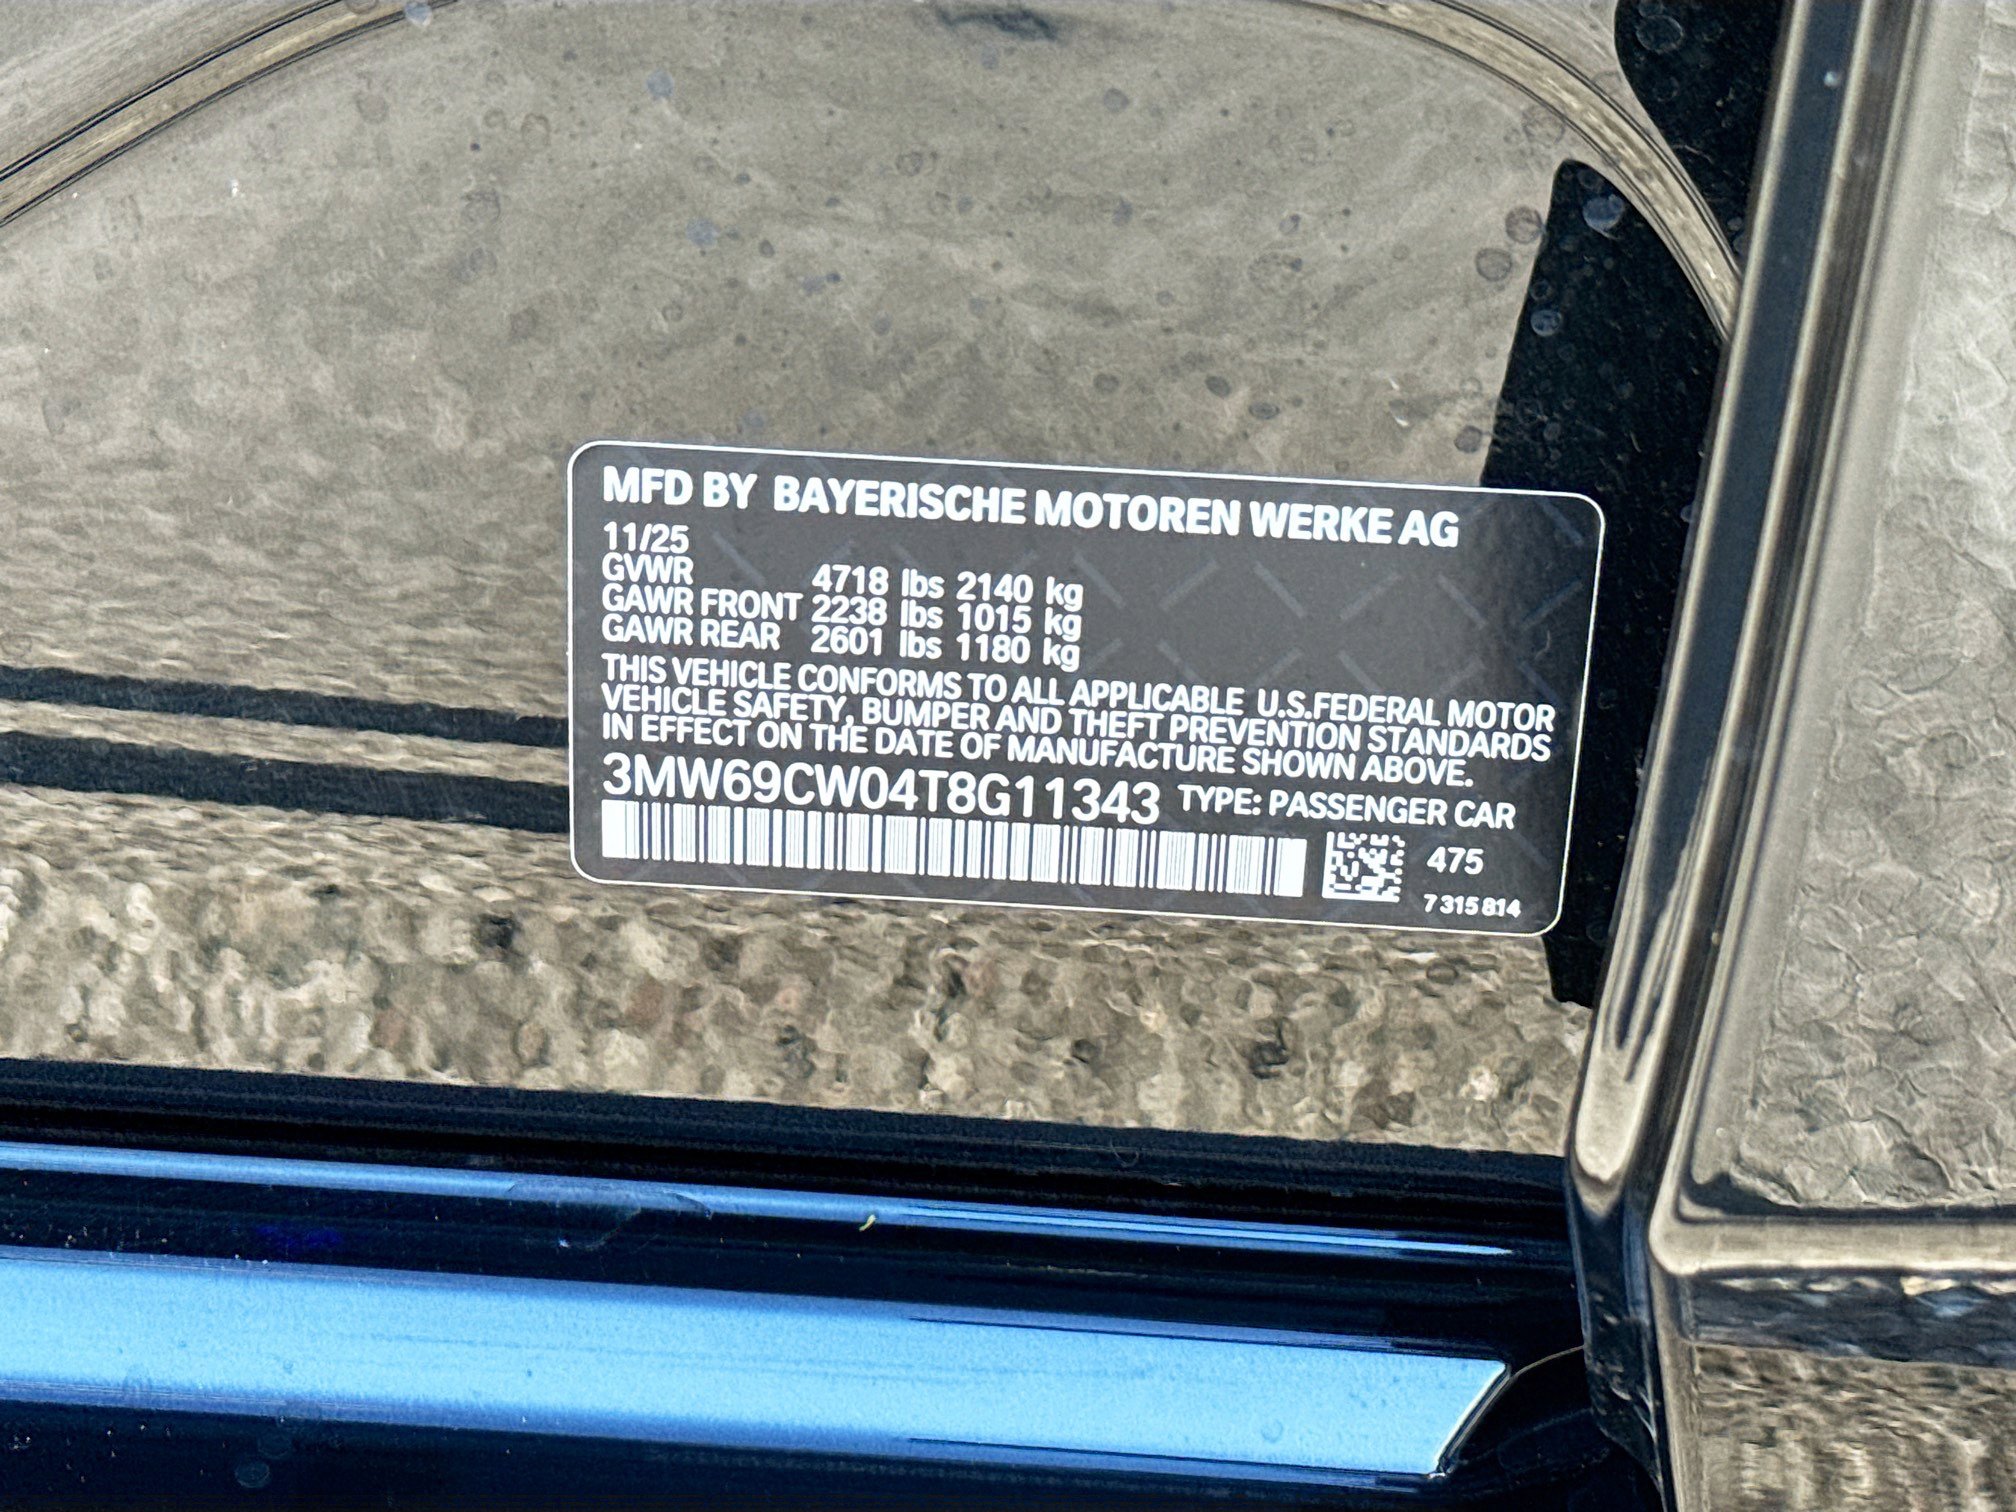 MFD BY BAYERISCHE MOTOREN WERKE AG
11/25
GVWR 4718 lbs 2140 kg
GAWR FRONT 2238 lbs 1015 kg
GAWR REAR 2601 lbs 1180 kg
THIS VEHICLE CONFORMS TO ALL APPLICABLE U.S.FEDERAL MOTOR
VEHICLE SAFETY, BUMPER AND THEFT PREVENTION STANDARDS
IN EFFECT ON THE DATE OF MANUFACTURE SHOWN ABOVE.
3MW69CW04T8G11343 TYPE: PASSENGER CAR
475
7 315 814